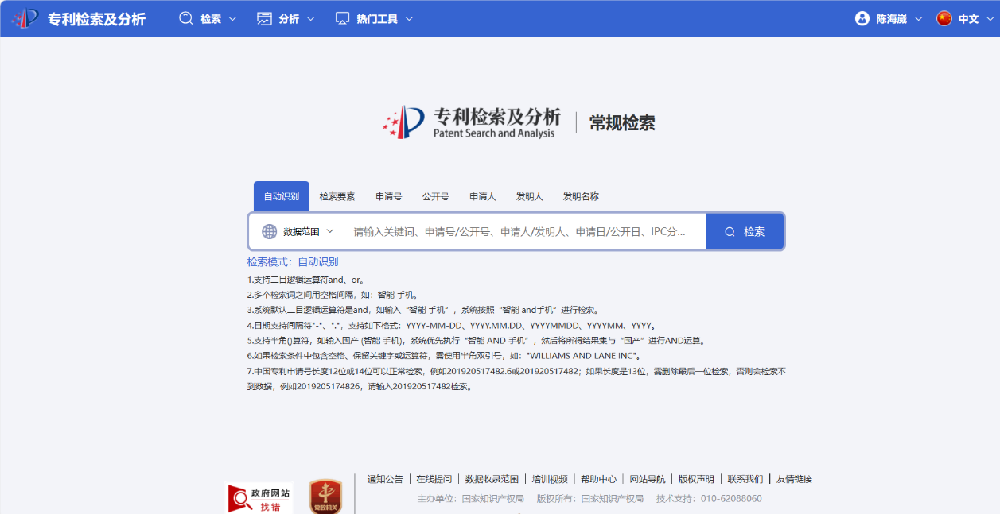 专利检索及分析 检索 分析 热门工具 陈海崴 中文
专利检索及分析 常规检索
Patent Search and Analysis
自动识别 检索要素 申请号 公开号 申请人 发明人 发明名称
数据范围 请输入关键词、申请号/公开号、申请人/发明人、申请日/公开日、IPC分... 检索
检索模式：自动识别
1.支持二目逻辑运算符and、or。
2.多个检索词之间用空格间隔，如：智能 手机。
3.系统默认二目逻辑运算符是and，如输入“智能 手机”，系统按照“智能 and手机”进行检索。
4.日期支持间隔符"-"、"."，支持如下格式：YYYY-MM-DD、YYYY.MM.DD、YYYYMMDD、YYYYMM、YYYY。
5.支持半角()算符，如输入国产 (智能 手机)，系统优先执行“智能 AND 手机”，然后将所得结果集与“国产”进行AND运算。
6.如果检索条件中包含空格、保留关键字或运算符，需使用半角双引号，如："WILLIAMS AND LANE INC"。
7.中国专利申请号长度12位或14位可以正常检索，例如201920517482.6或201920517482；如果长度是13位，需删除最后一位检索，否则会检索不
到数据，例如2019205174826，请输入201920517482检索。
通知公告 | 在线提问 | 数据收录范围 | 培训视频 | 帮助中心 | 网站导航 | 版权声明 | 联系我们 | 友情链接
政府网站
找错
党政机关
主办单位：国家知识产权局 版权所有：国家知识产权局 技术支持：010-62088060